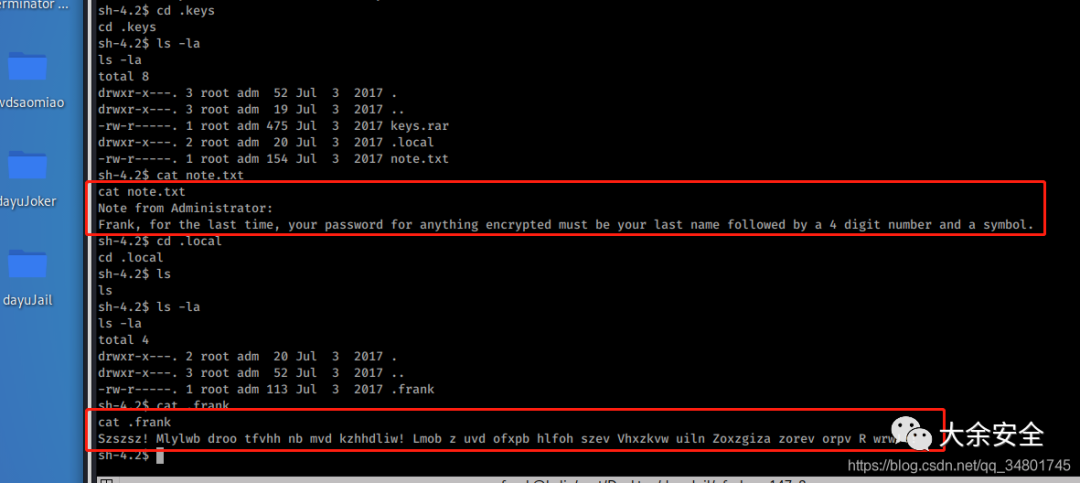 erminator ...
vdsaomiao
dayuJoker
dayuJail
sh-4.2$ cd .keys
cd .keys
sh-4.2$ ls -la
ls -la
total 8
drwxr-x---. 3 root adm  52 Jul  3  2017 .
drwxr-x---. 3 root adm  19 Jul  3  2017 ..
-rw-r-----. 1 root adm 475 Jul  3  2017 keys.rar
drwxr-x---. 2 root adm  20 Jul  3  2017 .local
-rw-r-----. 1 root adm 154 Jul  3  2017 note.txt
sh-4.2$ cat note.txt
cat note.txt
Note from Administrator:
Frank, for the last time, your password for anything encrypted must be your last name followed by a 4 digit number and a symbol.
sh-4.2$ cd .local
cd .local
sh-4.2$ ls
ls
sh-4.2$ ls -la
ls -la
total 4
drwxr-x---. 2 root adm  20 Jul  3  2017 .
drwxr-x---. 3 root adm  52 Jul  3  2017 ..
-rw-r-----. 1 root adm 113 Jul  3  2017 .frank
sh-4.2$ cat .frank
cat .frank
Szszsz! Mlylwb droo tfvhh nb mvd kzhhdliw! Lmob z uvd ofxpb hlfoh szev Vhxzkvw uiln Zoxzgiza zorev orpv R
sh-4.2$
大余安全
https://blog.csdn.net/qq_34801745